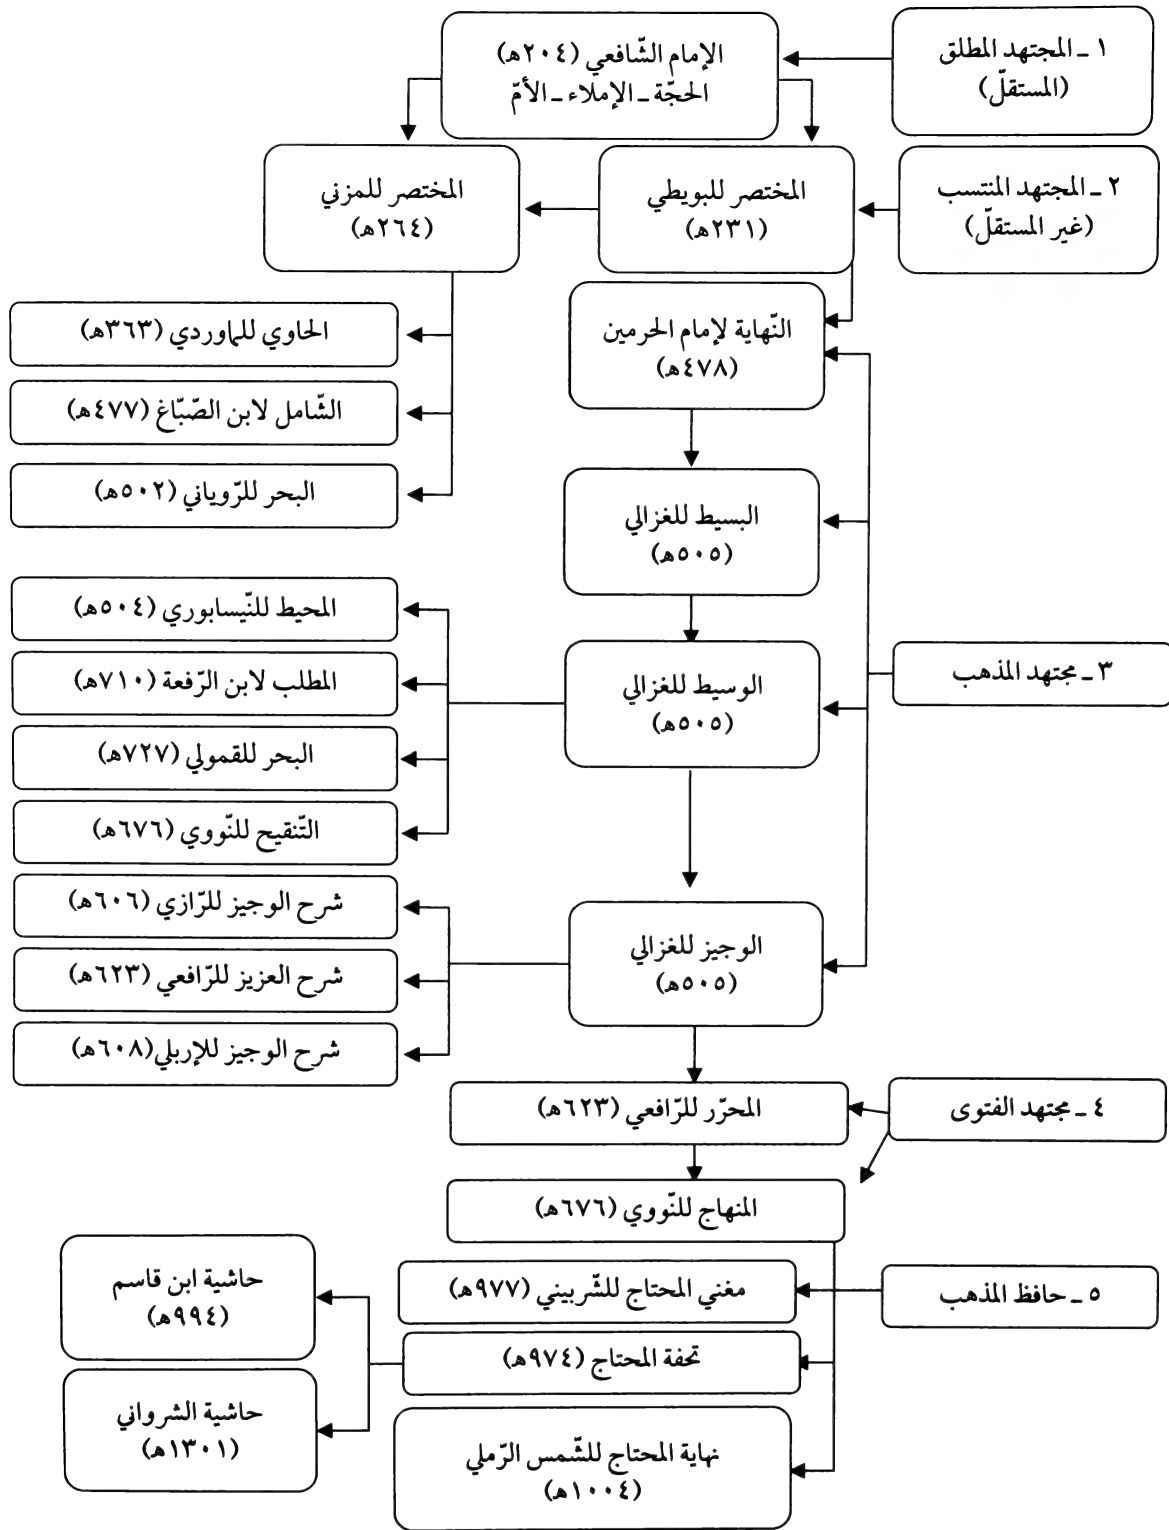 ١ ـ المجتهد المطلق
(المستقلّ)
الإمام الشّافعي (٢٠٤هـ)
الحجّة ـ الإملاء ـ الأمّ
٢ ـ المجتهد المنتسب
(غير المستقلّ)
المختصر للبويطي
(٢٣١هـ)
المختصر للمزني
(٢٦٤هـ)
النّهاية لإمام الحرمين
(٤٧٨هـ)
الحاوي للماوردي (٣٦٣هـ)
الشّامل لابن الصّبّاغ (٤٧٧هـ)
البحر للرّوياني (٥٠٢هـ)
البسيط للغزالي
(٥٠٥هـ)
٣ ـ مجتهد المذهب
الوسيط للغزالي
(٥٠٥هـ)
المحيط للنّيسابوري (٥٠٤هـ)
المطلب لابن الرّفعة (٧١٠هـ)
البحر للقمولي (٧٢٧هـ)
التّنقيح للنّووي (٦٧٦هـ)
الوجيز للغزالي
(٥٠٥هـ)
شرح الوجيز للرّازي (٦٠٦هـ)
شرح العزيز للرّافعي (٦٢٣هـ)
شرح الوجيز للإربلي(٦٠٨هـ)
٤ ـ مجتهد الفتوى
المحرّر للرّافعي (٦٢٣هـ)
المنهاج للنّووي (٦٧٦هـ)
٥ ـ حافظ المذهب
مغني المحتاج للشّربيني (٩٧٧هـ)
تحفة المحتاج (٩٧٤هـ)
نهاية المحتاج للشّمس الرّملي
(١٠٠٤هـ)
حاشية ابن قاسم
(٩٩٤هـ)
حاشية الشرواني
(١٣٠١هـ)